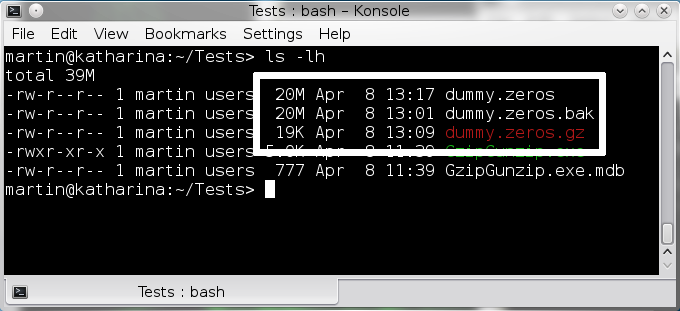 Tests : bash – Konsole
File Edit View Bookmarks Settings Help
martin@katharina:~/Tests> ls -lh
total 39M
-rw-r--r-- 1 martin users 20M Apr 8 13:17 dummy.zeros
-rw-r--r-- 1 martin users 20M Apr 8 13:01 dummy.zeros.bak
-rw-r--r-- 1 martin users 19K Apr 8 13:09 dummy.zeros.gz
-rwxr-xr-x 1 martin users Apr 8 11:39 GzipGunzip.exe
-rw-r--r-- 1 martin users 777 Apr 8 11:39 GzipGunzip.exe.mdb
martin@katharina:~/Tests>
Tests : bash